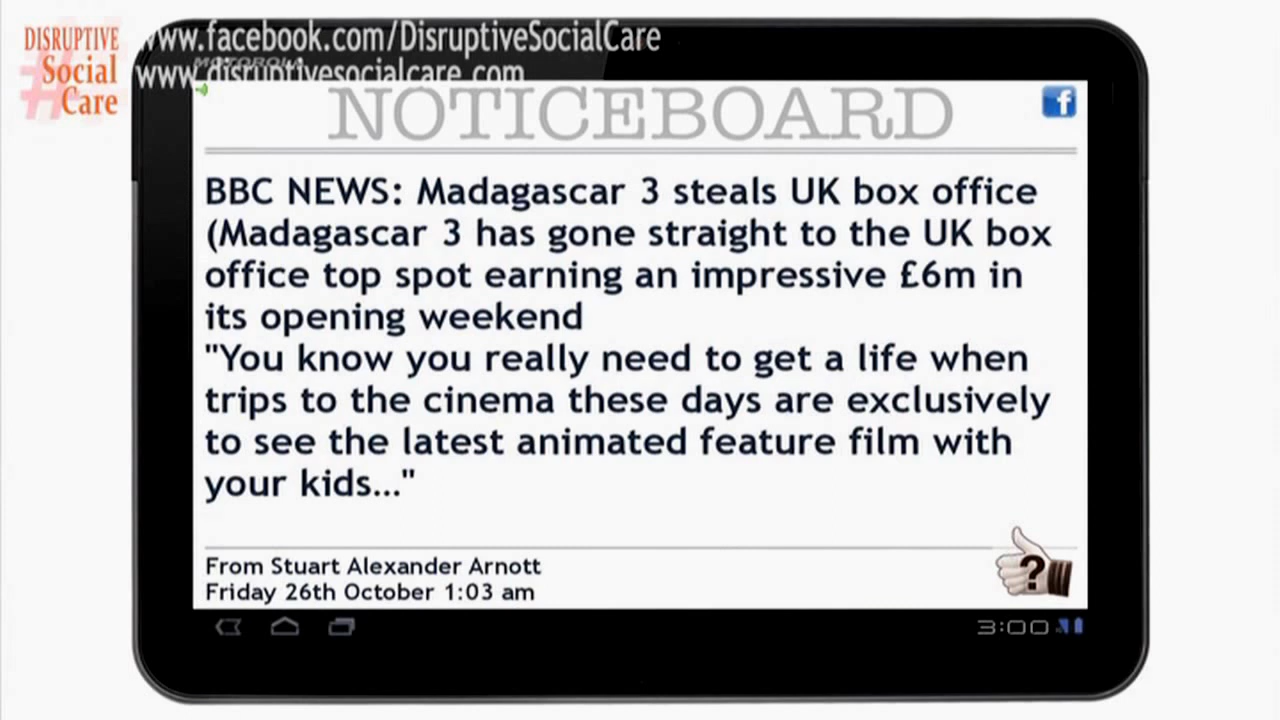 DISRUPTIVE
Social
Care
#
www.facebook.com/DisruptiveSocialCare
www.disruptivesocialcare.com
MOTOROLA
NOTICEBOARD
f
BBC NEWS: Madagascar 3 steals UK box office
(Madagascar 3 has gone straight to the UK box
office top spot earning an impressive £6m in
its opening weekend
"You know you really need to get a life when
trips to the cinema these days are exclusively
to see the latest animated feature film with
your kids..."
From Stuart Alexander Arnott
Friday 26th October 1:03 am
?
3:00